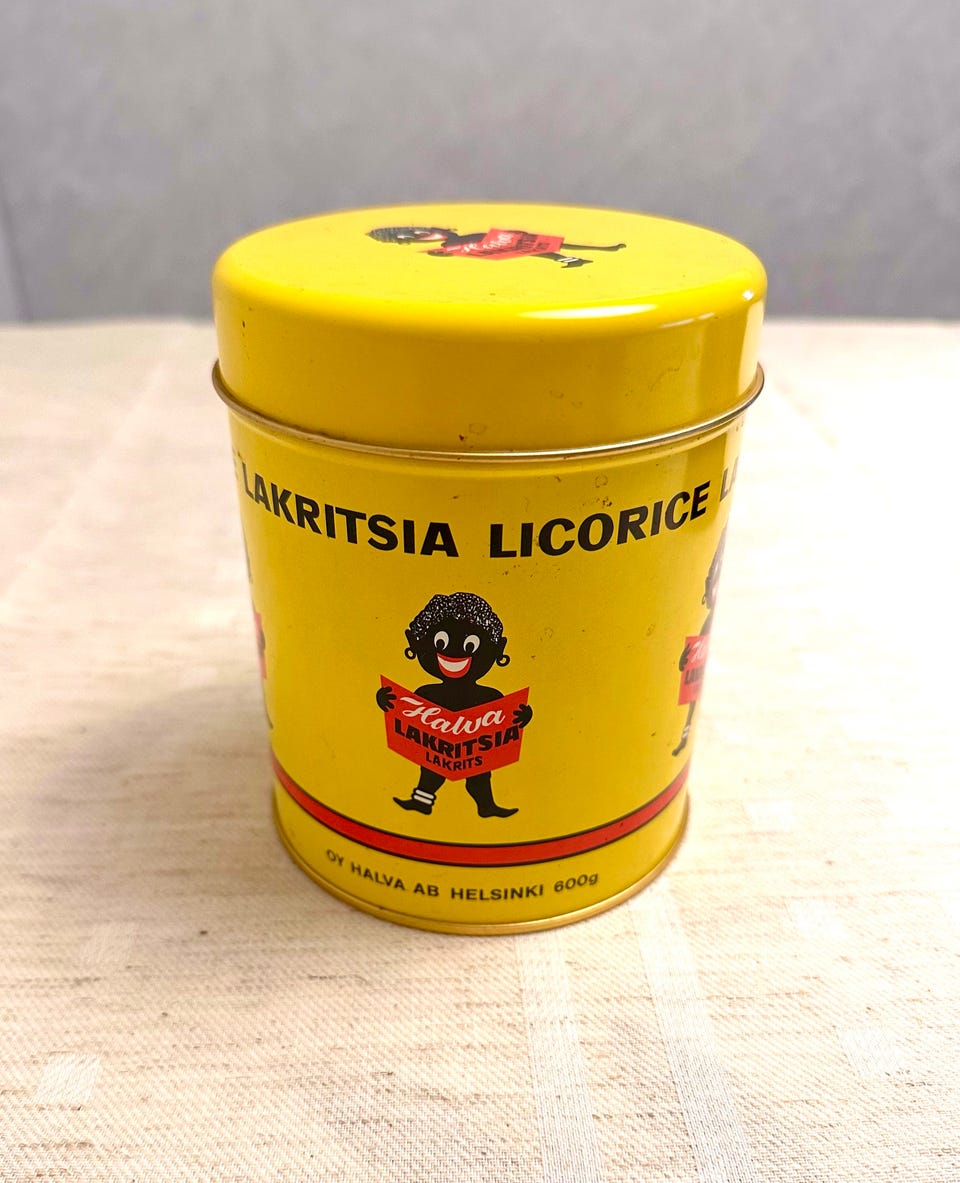 LAKRITSIA LICORICE
Halva
LAKRITSIA
LAKRITS
OY HALVA AB HELSINKI 600g